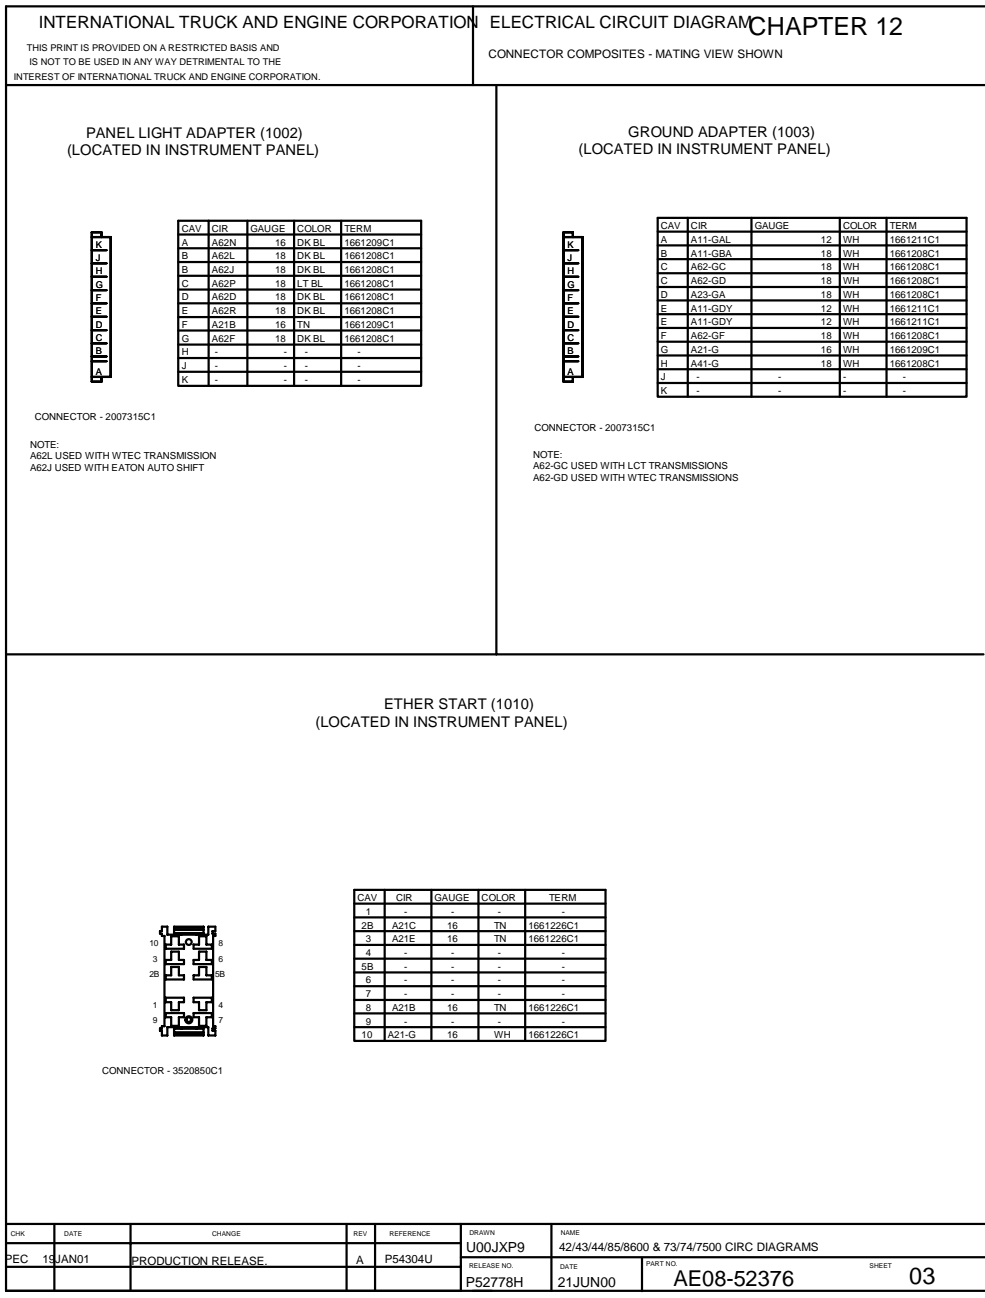 INTERNATIONAL TRUCK AND ENGINE CORPORATION
THIS PRINT IS PROVIDED ON A RESTRICTED BASIS AND
IS NOT TO BE USED IN ANY WAY DETRIMENTAL TO THE
INTEREST OF INTERNATIONAL TRUCK AND ENGINE CORPORATION.
ELECTRICAL CIRCUIT DIAGRAM
CHAPTER 12
CONNECTOR COMPOSITES - MATING VIEW SHOWN
PANEL LIGHT ADAPTER (1002)
(LOCATED IN INSTRUMENT PANEL)
K
J
H
G
F
E
D
C
B
A
CAV CIR GAUGE COLOR TERM
A A62N 16 DK BL 1661209C1
B A62L 18 DK BL 1661208C1
B A62J 18 DK BL 1661208C1
C A62P 18 LT BL 1661208C1
D A62D 18 DK BL 1661208C1
E A62R 18 DK BL 1661208C1
F A21B 16 TN 1661209C1
G A62F 18 DK BL 1661208C1
H - - - -
J - - - -
K - - - -
CONNECTOR - 2007315C1
NOTE:
A62L USED WITH WTEC TRANSMISSION
A62J USED WITH EATON AUTO SHIFT
GROUND ADAPTER (1003)
(LOCATED IN INSTRUMENT PANEL)
K
J
H
G
F
E
D
C
B
A
CAV CIR GAUGE COLOR TERM
A A11-GAL 12 WH 1661211C1
B A11-GBA 18 WH 1661208C1
C A62-GC 18 WH 1661208C1
C A62-GD 18 WH 1661208C1
D A23-GA 18 WH 1661208C1
E A11-GDY 12 WH 1661211C1
E A11-GDY 12 WH 1661211C1
F A62-GF 18 WH 1661208C1
G A21-G 16 WH 1661209C1
H A41-G 18 WH 1661208C1
J - - - -
K - - - -
CONNECTOR - 2007315C1
NOTE:
A62-GC USED WITH LCT TRANSMISSIONS
A62-GD USED WITH WTEC TRANSMISSIONS
ETHER START (1010)
(LOCATED IN INSTRUMENT PANEL)
10 8
3 6
2B 5B
1 4
9 7
CAV CIR GAUGE COLOR TERM
1 - - - -
2B A21C 16 TN 1661226C1
3 A21E 16 TN 1661226C1
4 - - - -
5B - - - -
6 - - - -
7 - - - -
8 A21B 16 TN 1661226C1
9 - - - -
10 A21-G 16 WH 1661226C1
CONNECTOR - 3520850C1
CHK DATE CHANGE REV REFERENCE
PEC 19JAN01 PRODUCTION RELEASE. A P54304U
DRAWN
U00JXP9
NAME
42/43/44/85/8600 & 73/74/7500 CIRC DIAGRAMS
RELEASE NO.
P52778H
DATE
21JUN00
PART NO.
AE08-52376
SHEET
03